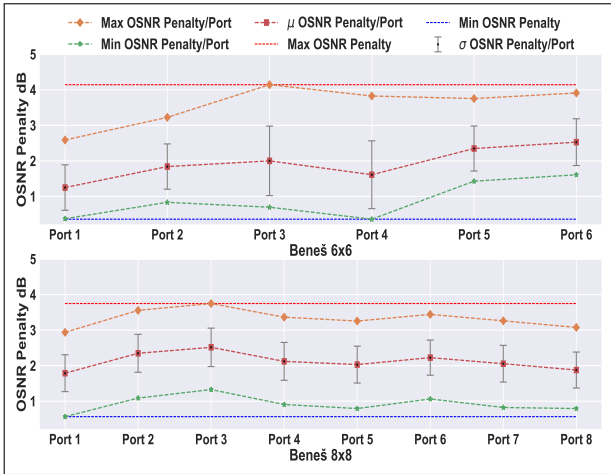 Max OSNR Penalty/Port μ OSNR Penalty/Port Min OSNR Penalty
Min OSNR Penalty/Port Max OSNR Penalty σ OSNR Penalty/Port
OSNR Penalty dB
5
4
3
2
1
Port 1 Port 2 Port 3 Port 4 Port 5 Port 6
Beneš 6x6
OSNR Penalty dB
5
4
3
2
1
Port 1 Port 2 Port 3 Port 4 Port 5 Port 6 Port 7 Port 8
Beneš 8x8